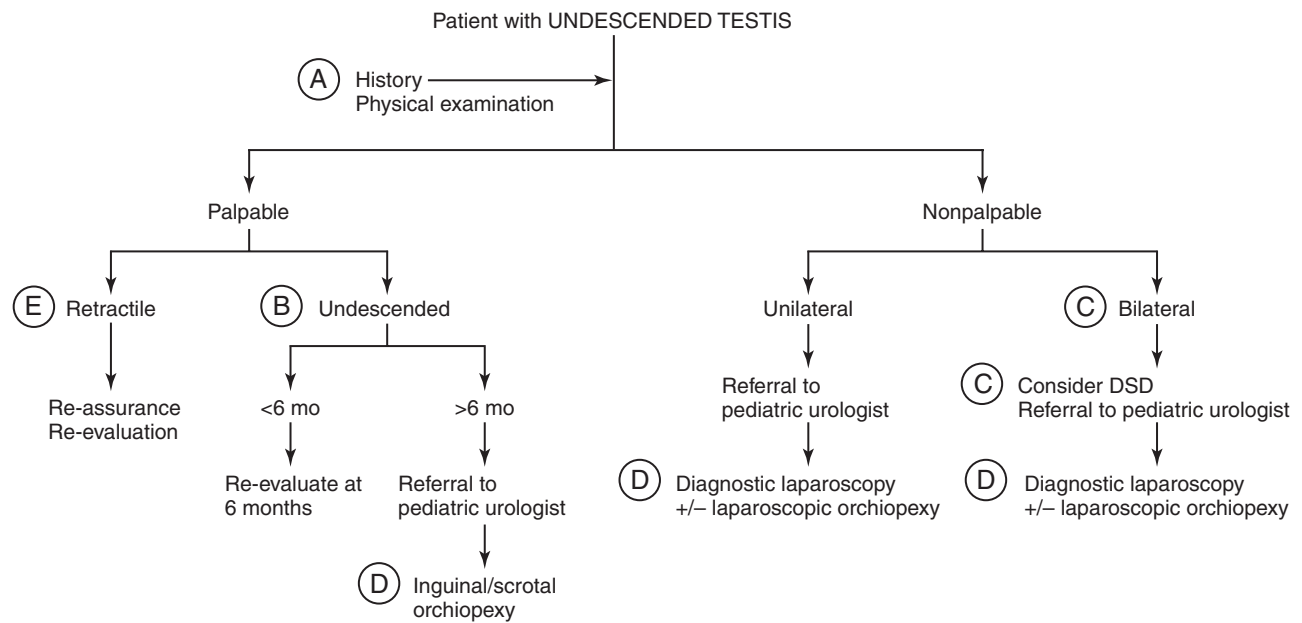 Patient with UNDESCENDED TESTIS
A History
Physical examination
Palpable
Nonpalpable
E Retractile
B Undescended
Unilateral
C Bilateral
Re-assurance
Re-evaluation
<6 mo
>6 mo
Referral to
pediatric urologist
C Consider DSD
Referral to pediatric urologist
Re-evaluate at
6 months
Referral to
pediatric urologist
D Diagnostic laparoscopy
+/– laparoscopic orchiopexy
D Diagnostic laparoscopy
+/– laparoscopic orchiopexy
D Inguinal/scrotal
orchiopexy